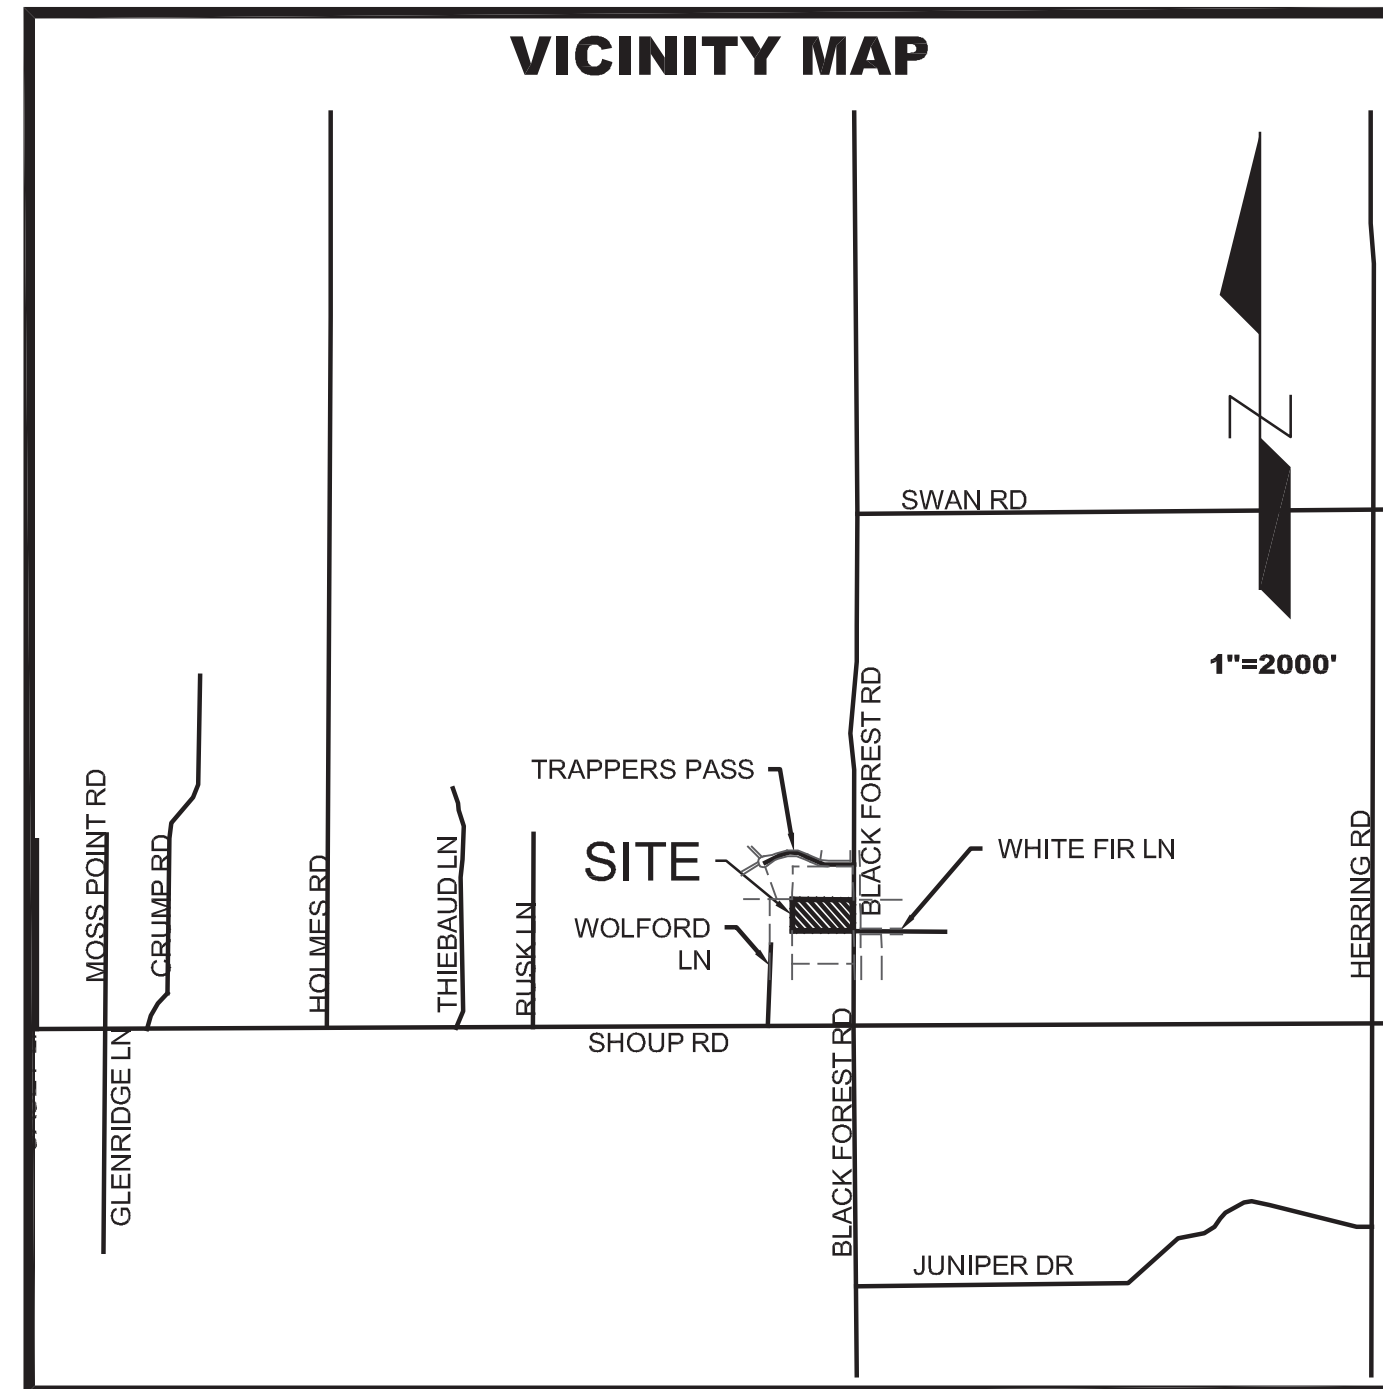 VICINITY MAP
SWAN RD
1"=2000'
BLACK FOREST RD
TRAPPERS PASS
MOSS POINT RD
CRUMP RD
HOLMES RD
THIEBAUD LN
RUSK LN
SITE
WHITE FIR LN
HERRING RD
WOLFORD
LN
SHOUP RD
GLENRIDGE LN
BLACK FOREST RD
JUNIPER DR
N